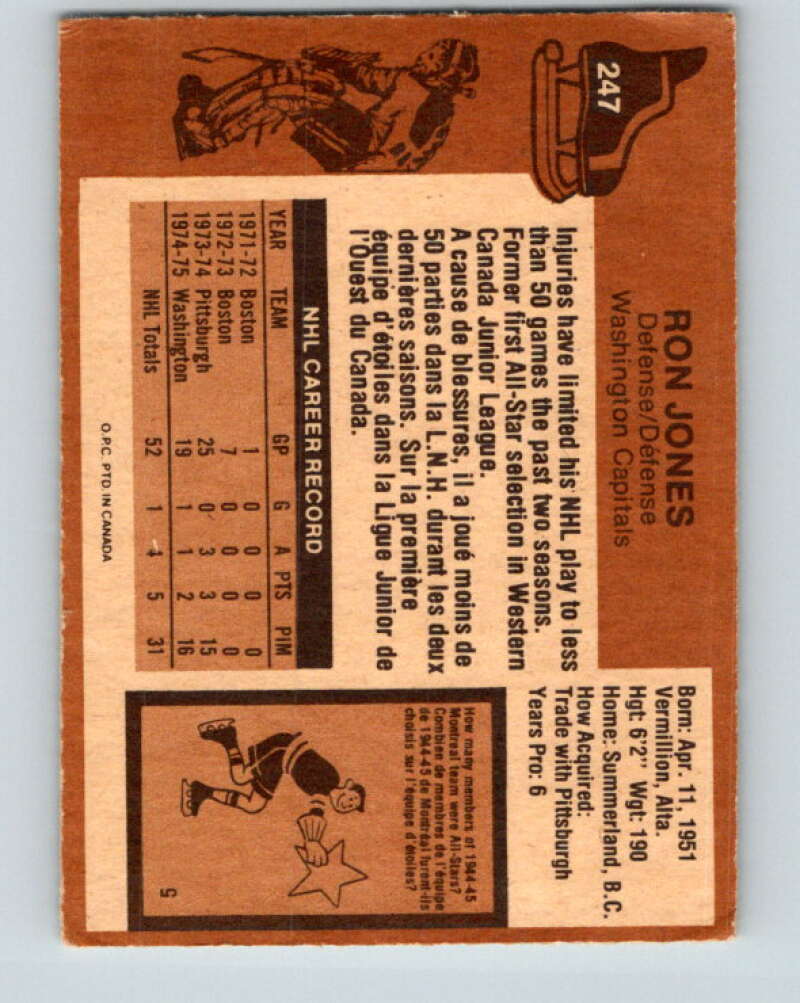 247
RON JONES
Defense/Défense
Washington Capitals
Born: Apr. 11, 1951
Vermillion, Alta.
Hgt: 6'2" Wgt: 190
Home: Summerland, B.C.
How Acquired:
Trade with Pittsburgh
Years Pro: 6
Injuries have limited his NHL play to less
than 50 games the past two seasons.
Former first All-Star selection in Western
Canada Junior League.
A cause de blessures, il a joué moins de
50 parties dans la L.N.H. durant les deux
dernières saisons. Sur la première
équipe d'étoiles dans la Ligue Junior de
l'Ouest du Canada.
NHL CAREER RECORD
YEAR TEAM GP G A PTS PIM
1971-72 Boston 1 0 0 0 0
1972-73 Boston 7 0 0 0 0
1973-74 Pittsburgh 25 0 3 3 15
1974-75 Washington 19 1 1 2 16
NHL Totals 52 1 4 5 31
How many members of 1944-45
Montreal team were All-Stars?
Combien de membres de l'équipe
de 1944-45 de Montréal furent-ils
choisis sur l'équipe d'étoiles?
5
O.P.C. PTD. IN CANADA